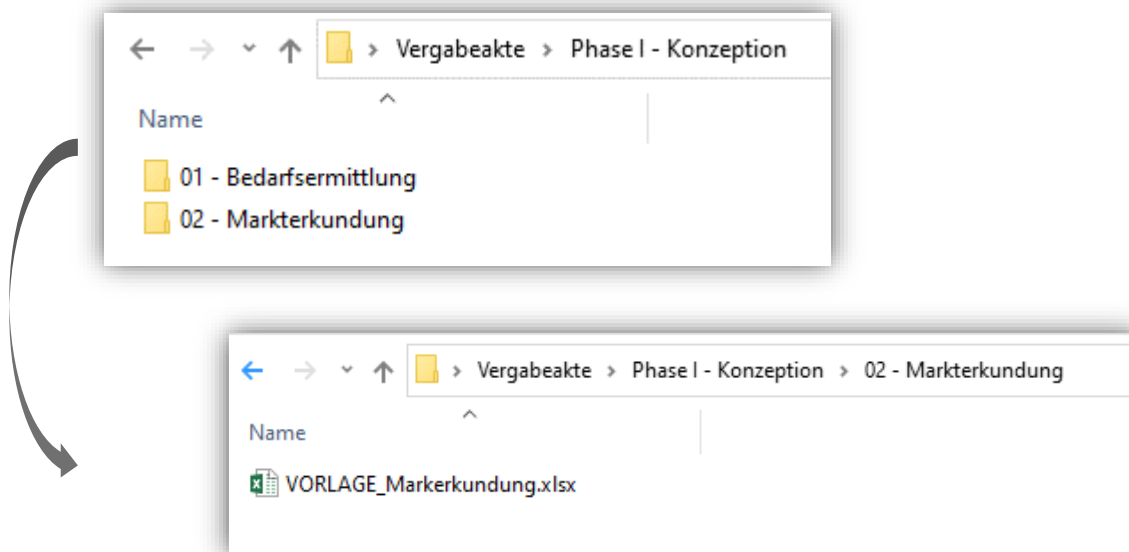 Vergabeakte > Phase I - Konzeption
Name
01 - Bedarfsermittlung
02 - Markterkundung
Vergabeakte > Phase I - Konzeption > 02 - Markterkundung
Name
VORLAGE_Markerkundung.xlsx